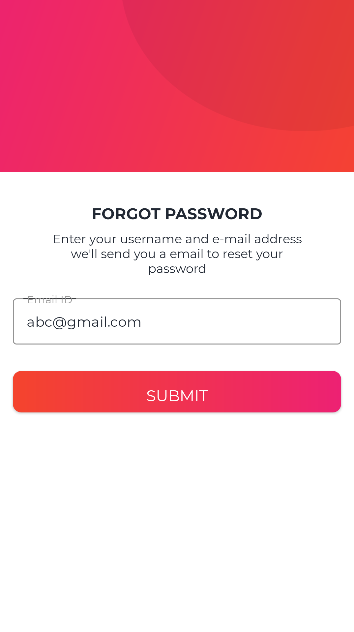 FORGOT PASSWORD
Enter your username and e-mail address
we'll send you a email to reset your
password
Email ID
abc@gmail.com
SUBMIT